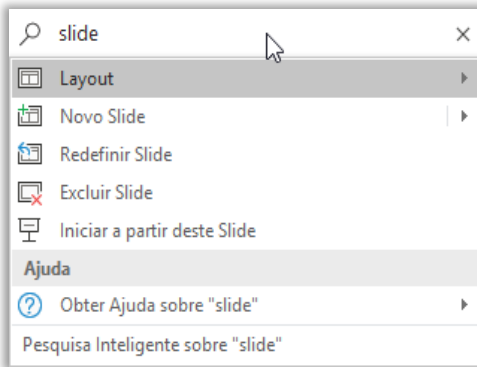 slide
Layout
Novo Slide
Redefinir Slide
Excluir Slide
Iniciar a partir deste Slide
Ajuda
Obter Ajuda sobre "slide"
Pesquisa Inteligente sobre "slide"